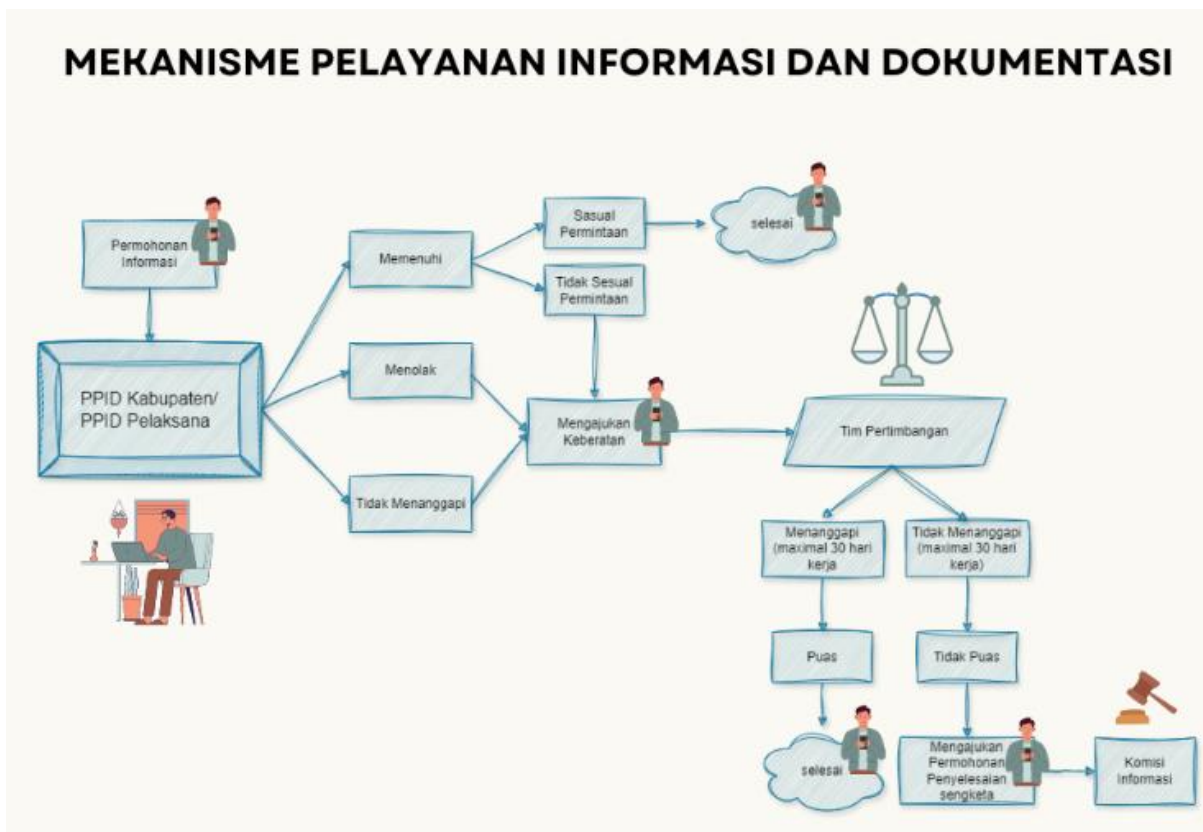 MEKANISME PELAYANAN INFORMASI DAN DOKUMENTASI
Permohonan
Informasi
PPID Kabupaten/
PPID Pelaksana
Memenuhi
Menolak
Tidak Menanggapi
Sasual
Permintaan
Tidak Sesual
Permintaan
selesai
Mengajukan
Keberatan
Tim Pertimbangan
Menanggapi
(maximal 30 hari
kerja
Tidak Menanggapi
(maximal 30 hari
kerja)
Puas
Tidak Puas
selesai
Mengajukan
Permohonan
Penyelesaian
sengketa
Komisi
Informasi